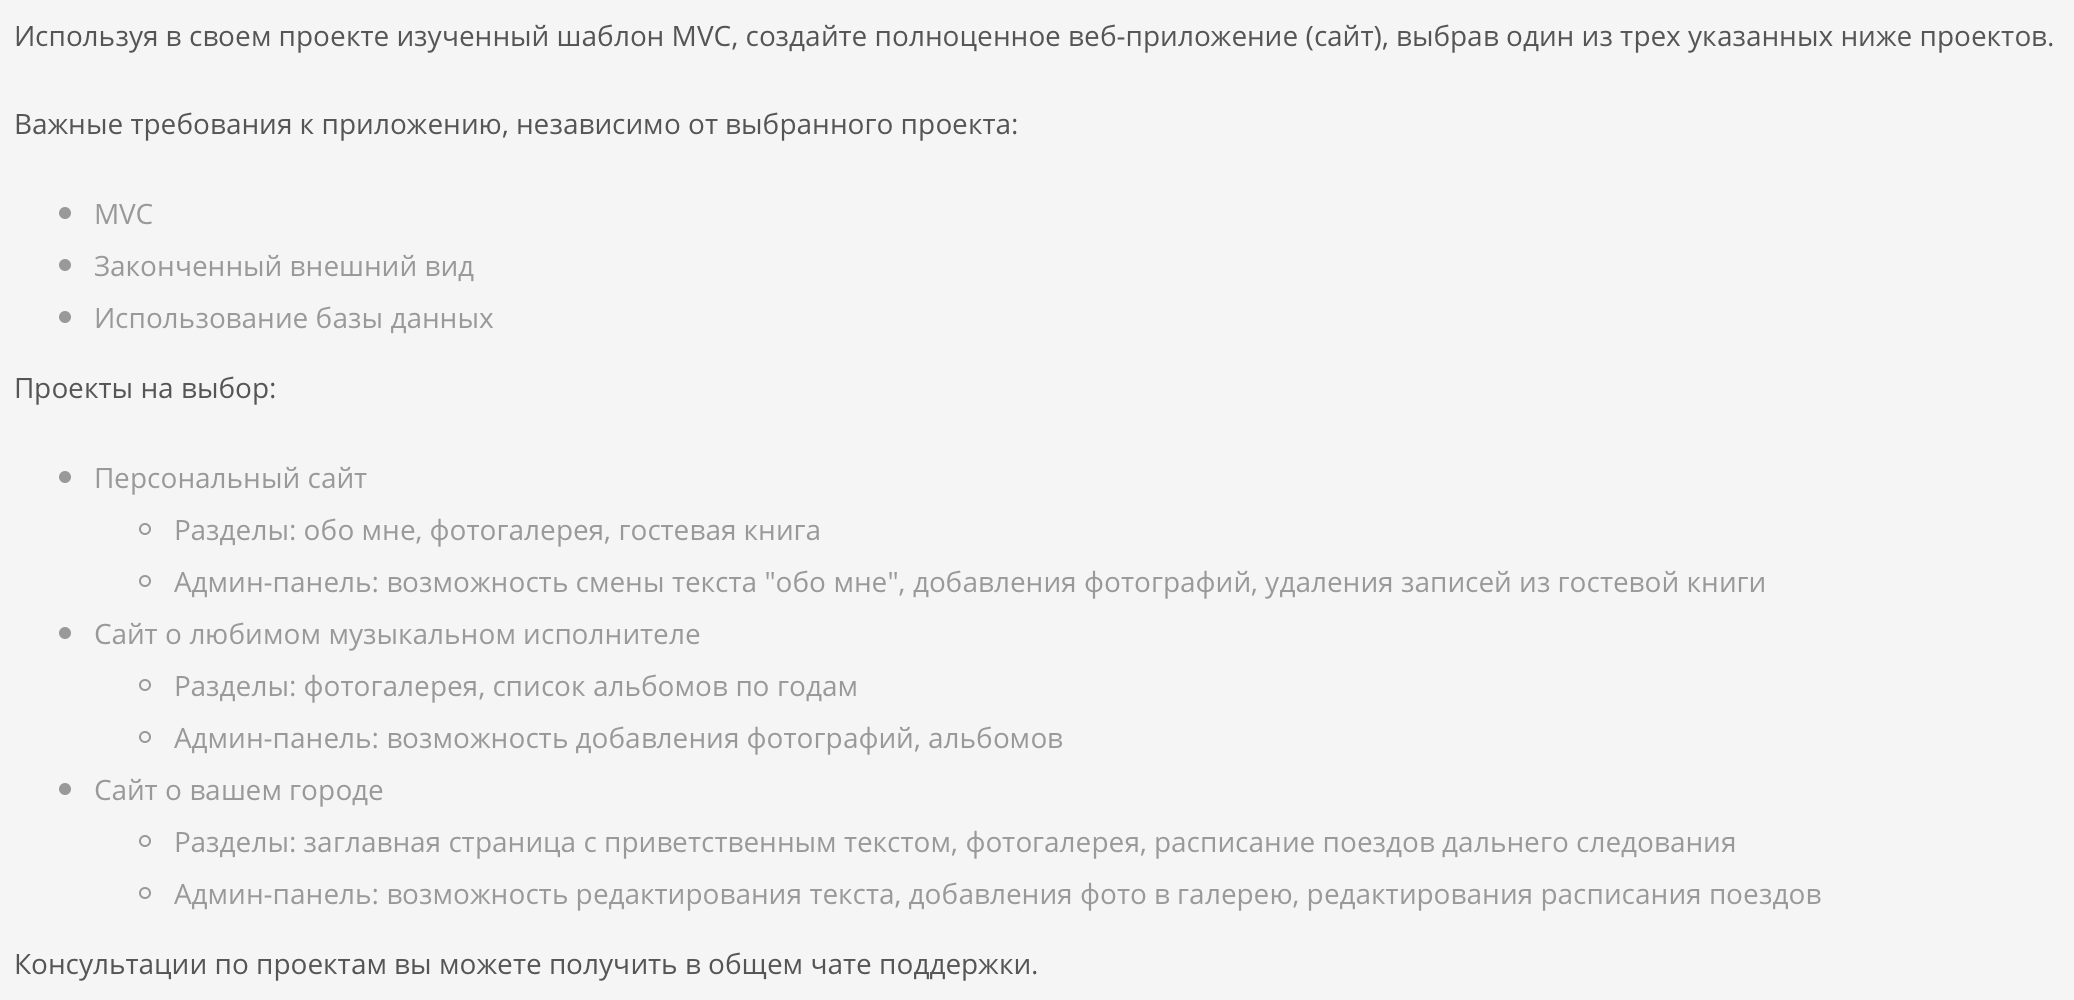 Используя в своем проекте изученный шаблон MVC, создайте полноценное веб-приложение (сайт), выбрав один из трех указанных ниже проектов.
Важные требования к приложению, независимо от выбранного проекта:
MVC
Законченный внешний вид
Использование базы данных
Проекты на выбор:
Персональный сайт
Разделы: обо мне, фотогалерея, гостевая книга
Админ-панель: возможность смены текста "обо мне", добавления фотографий, удаления записей из гостевой книги
Сайт о любимом музыкальном исполнителе
Разделы: фотогалерея, список альбомов по годам
Админ-панель: возможность добавления фотографий, альбомов
Сайт о вашем городе
Разделы: заглавная страница с приветственным текстом, фотогалерея, расписание поездов дальнего следования
Админ-панель: возможность редактирования текста, добавления фото в галерею, редактирования расписания поездов
Консультации по проектам вы можете получить в общем чате поддержки.